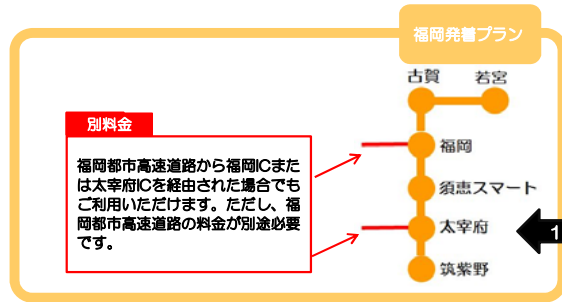 福岡発着プラン
古賀 若宮
別料金
福岡都市高速道路から福岡ICまた
は太宰府ICを経由された場合でも
ご利用いただけます。ただし、福
岡都市高速道路の料金が別途必要
です。
福岡
須恵スマート
太宰府
1
筑紫野